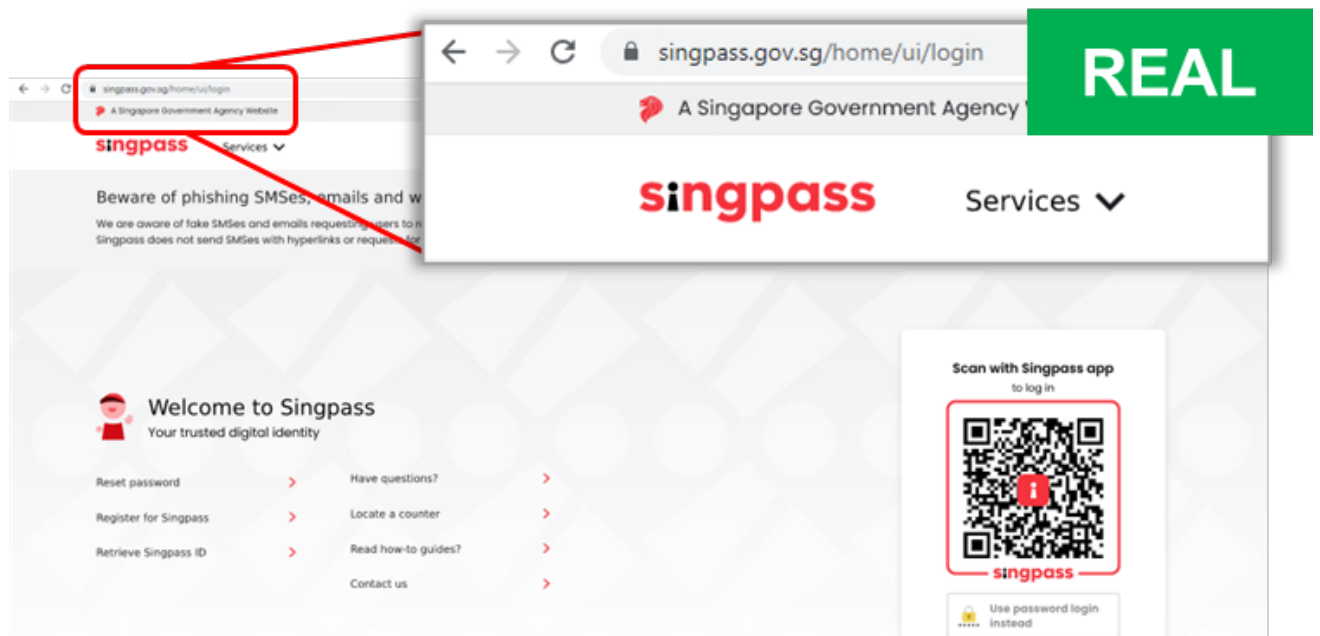 singpass.gov.sg/home/ui/login
REAL
A Singapore Government Agency
singpass
Services
singpass.gov.sg/home/ui/login
A Singapore Government Agency Website
singpass
Services
Beware of phishing SMSes, emails and w
We are aware of fake SMSes and emails requesting users to
Singpass does not send SMSes with hyperlinks or requests for
Welcome to Singpass
Your trusted digital identity
Reset password
Register for Singpass
Retrieve Singpass ID
Have questions?
Locate a counter
Read how-to guides?
Contact us
Scan with Singpass app
to log in
singpass
Use password login
instead